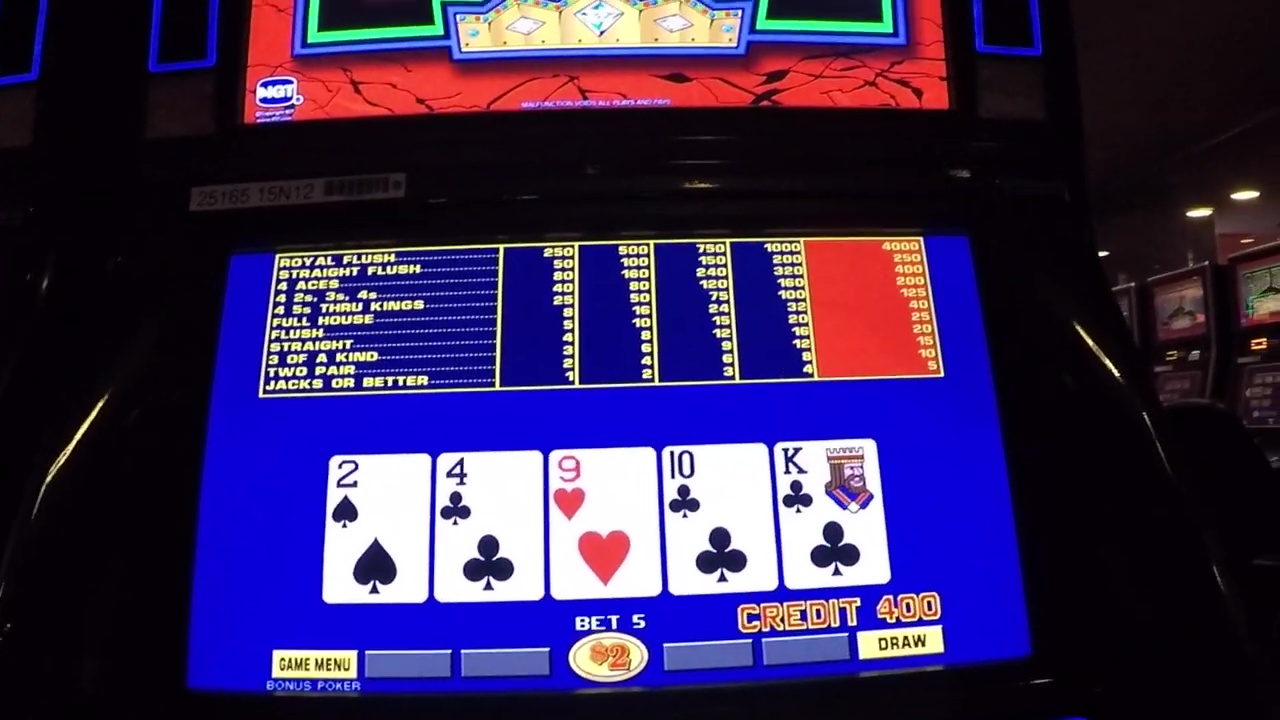 IGT
MALFUNCTION VOIDS ALL PLAYS AND PAYS
25165 15N12
ROYAL FLUSH 250 500 750 1000 4000
STRAIGHT FLUSH 50 100 150 200 250
4 ACES 80 160 240 320 400
4 2s, 3s, 4s 40 80 120 160 200
4 5s THRU KINGS 25 50 75 100 125
FULL HOUSE 8 16 24 32 40
FLUSH 5 10 15 20 25
STRAIGHT 4 8 12 16 20
3 OF A KIND 3 6 9 12 15
TWO PAIR 2 4 6 8 10
JACKS OR BETTER 1 2 3 4 5
2 4 9 10 K
BET 5 CREDIT 400
GAME MENU $2 DRAW
BONUS POKER